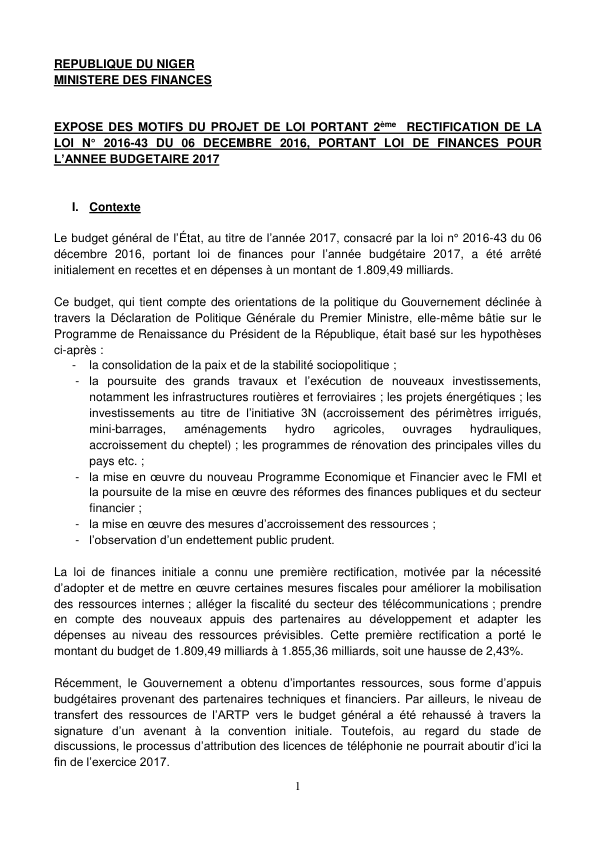 REPUBLIQUE DU NIGER
MINISTERE DES FINANCES
EXPOSE DES MOTIFS DU PROJET DE LOI PORTANT 2ème RECTIFICATION DE LA
LOI N° 2016-43 DU 06 DECEMBRE 2016, PORTANT LOI DE FINANCES POUR
L'ANNEE BUDGETAIRE 2017
I. Contexte
Le budget général de l'État, au titre de l'année 2017, consacré par la loi n° 2016-43 du 06
décembre 2016, portant loi de finances pour l'année budgétaire 2017, a été arrêté
initialement en recettes et en dépenses à un montant de 1.809,49 milliards.
Ce budget, qui tient compte des orientations de la politique du Gouvernement déclinée à
travers la Déclaration de Politique Générale du Premier Ministre, elle-même bâtie sur le
Programme de Renaissance du Président de la République, était basé sur les hypothèses
ci-après :
- la consolidation de la paix et de la stabilité sociopolitique ;
- la poursuite des grands travaux et l'exécution de nouveaux investissements,
notamment les infrastructures routières et ferroviaires ; les projets énergétiques ; les
investissements au titre de l'initiative 3N (accroissement des périmètres irrigués,
mini-barrages, aménagements hydro agricoles, ouvrages hydrauliques,
accroissement du cheptel) ; les programmes de rénovation des principales villes du
pays etc. ;
- la mise en œuvre du nouveau Programme Economique et Financier avec le FMI et
la poursuite de la mise en œuvre des réformes des finances publiques et du secteur
financier ;
- la mise en œuvre des mesures d'accroissement des ressources ;
- l'observation d'un endettement public prudent.
La loi de finances initiale a connu une première rectification, motivée par la nécessité
d'adopter et de mettre en œuvre certaines mesures fiscales pour améliorer la mobilisation
des ressources internes ; alléger la fiscalité du secteur des télécommunications ; prendre
en compte des nouveaux appuis des partenaires au développement et adapter les
dépenses au niveau des ressources prévisibles. Cette première rectification a porté le
montant du budget de 1.809,49 milliards à 1.855,36 milliards, soit une hausse de 2,43%.
Récemment, le Gouvernement a obtenu d'importantes ressources, sous forme d'appuis
budgétaires provenant des partenaires techniques et financiers. Par ailleurs, le niveau de
transfert des ressources de l'ARTP vers le budget général a été rehaussé à travers la
signature d'un avenant à la convention initiale. Toutefois, au regard du stade de
discussions, le processus d'attribution des licences de téléphonie ne pourrait aboutir d'ici la
fin de l'exercice 2017.
1